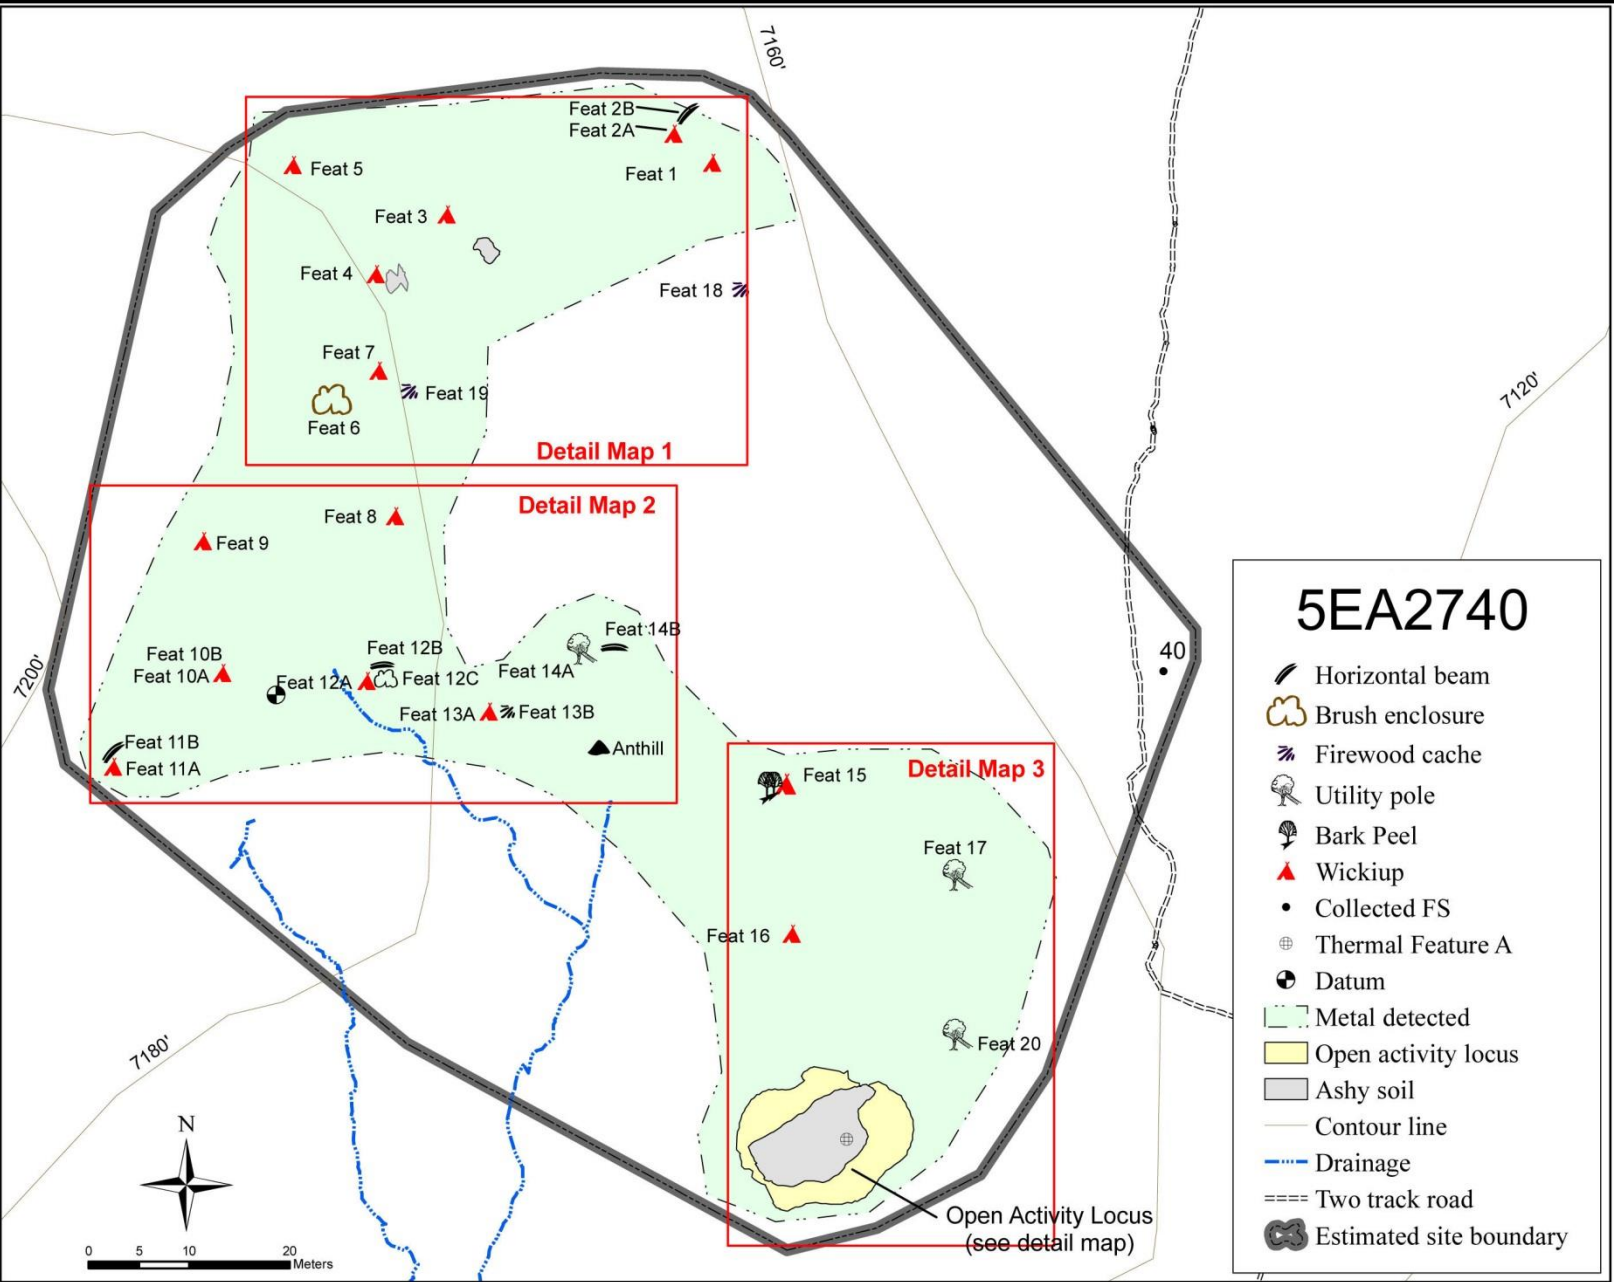 7160'
Feat 2B
Feat 2A
Feat 5
Feat 1
Feat 3
Feat 4
Feat 18
Feat 7
Feat 19
Feat 6
Detail Map 1
7120'
Detail Map 2
Feat 8
Feat 9
Feat 14B
Feat 10B
Feat 12B
Feat 10A
Feat 12A
Feat 12C
Feat 14A
40
7200'
Feat 13A
Feat 13B
Feat 11B
Anthill
Feat 11A
Feat 15
Detail Map 3
Feat 17
Feat 16
Feat 20
7180'
N
Open Activity Locus
(see detail map)
0 5 10 20
Meters
5EA2740
Horizontal beam
Brush enclosure
Firewood cache
Utility pole
Bark Peel
Wickiup
Collected FS
Thermal Feature A
Datum
Metal detected
Open activity locus
Ashy soil
Contour line
Drainage
Two track road
Estimated site boundary